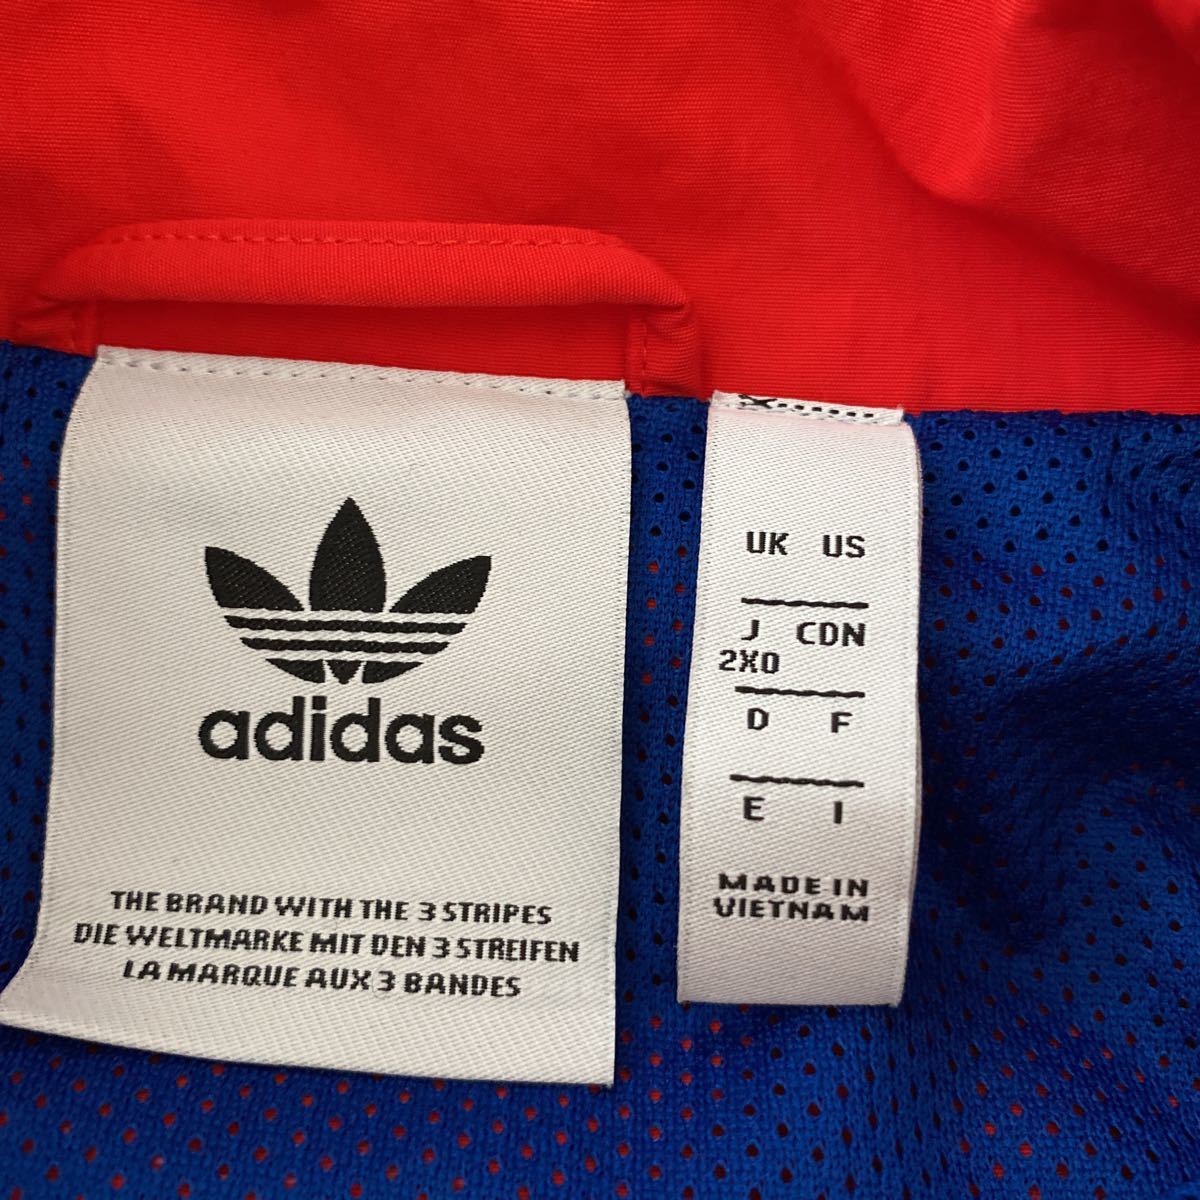 adidas
THE BRAND WITH THE 3 STRIPES
DIE WELTMARKE MIT DEN 3 STREIFEN
LA MARQUE AUX 3 BANDES
UK US
J CDN
2XO
D F
E I
MADE IN
VIETNAM